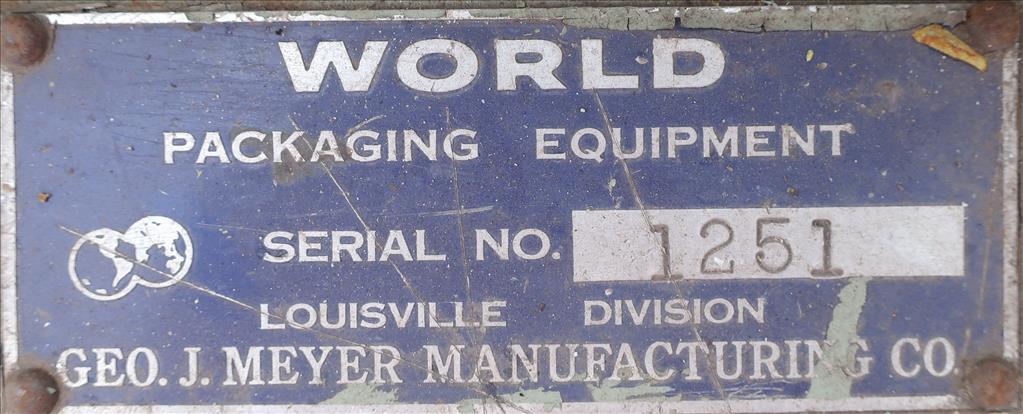 WORLD
PACKAGING EQUIPMENT
SERIAL NO. 1251
LOUISVILLE DIVISION
GEO. J. MEYER MANUFACTURING CO.